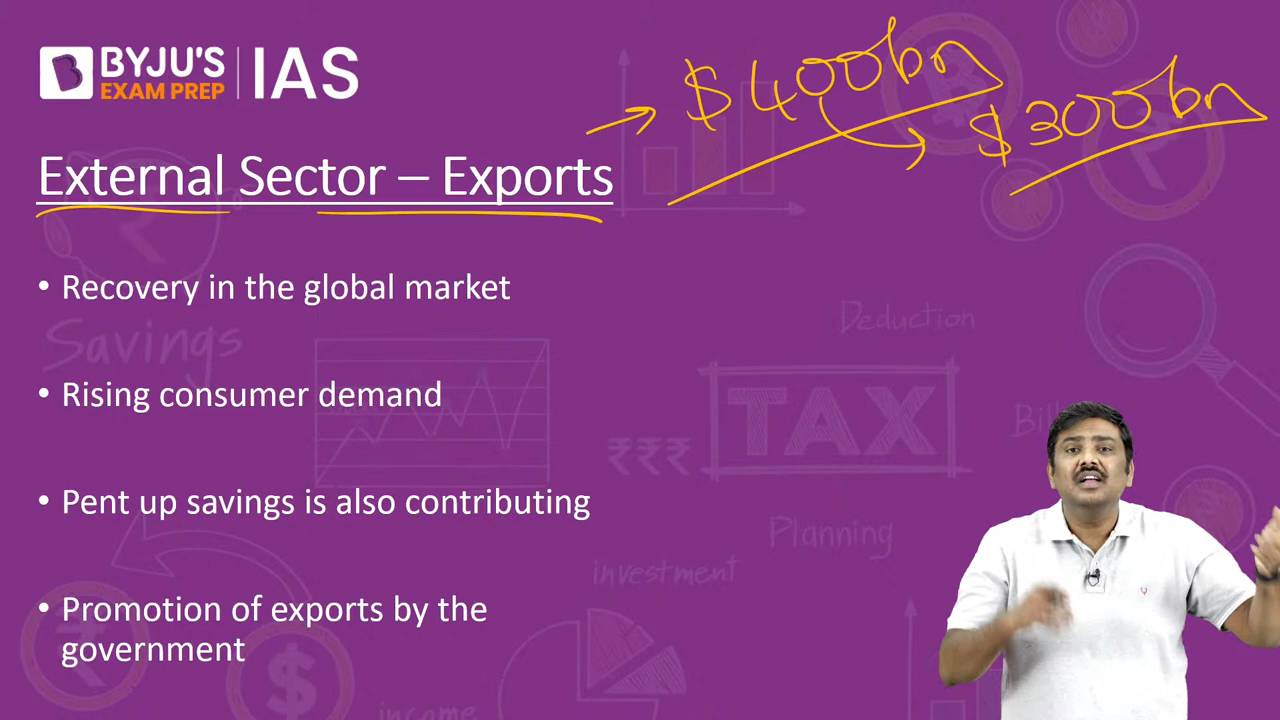 BYJU'S
EXAM PREP
IAS
$400bn
$300bn
External Sector – Exports
• Recovery in the global market
Deduction
Savings
• Rising consumer demand
TAX
₹₹₹
• Pent up savings is also contributing
Planning
investment
• Promotion of exports by the
government
income